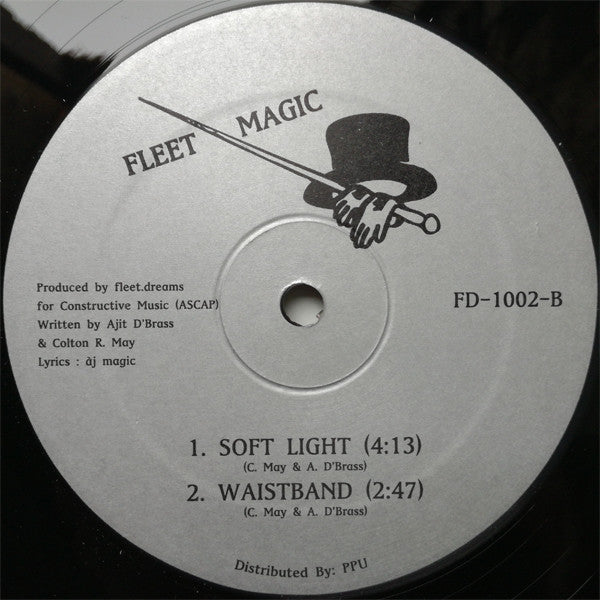 FLEET MAGIC
Produced by fleet.dreams
for Constructive Music (ASCAP)
Written by Ajit D'Brass
& Colton R. May
Lyrics : àj magic
FD-1002-B
1. SOFT LIGHT (4:13)
(C. May & A. D'Brass)
2. WAISTBAND (2:47)
(C. May & A. D'Brass)
Distributed By: PPU